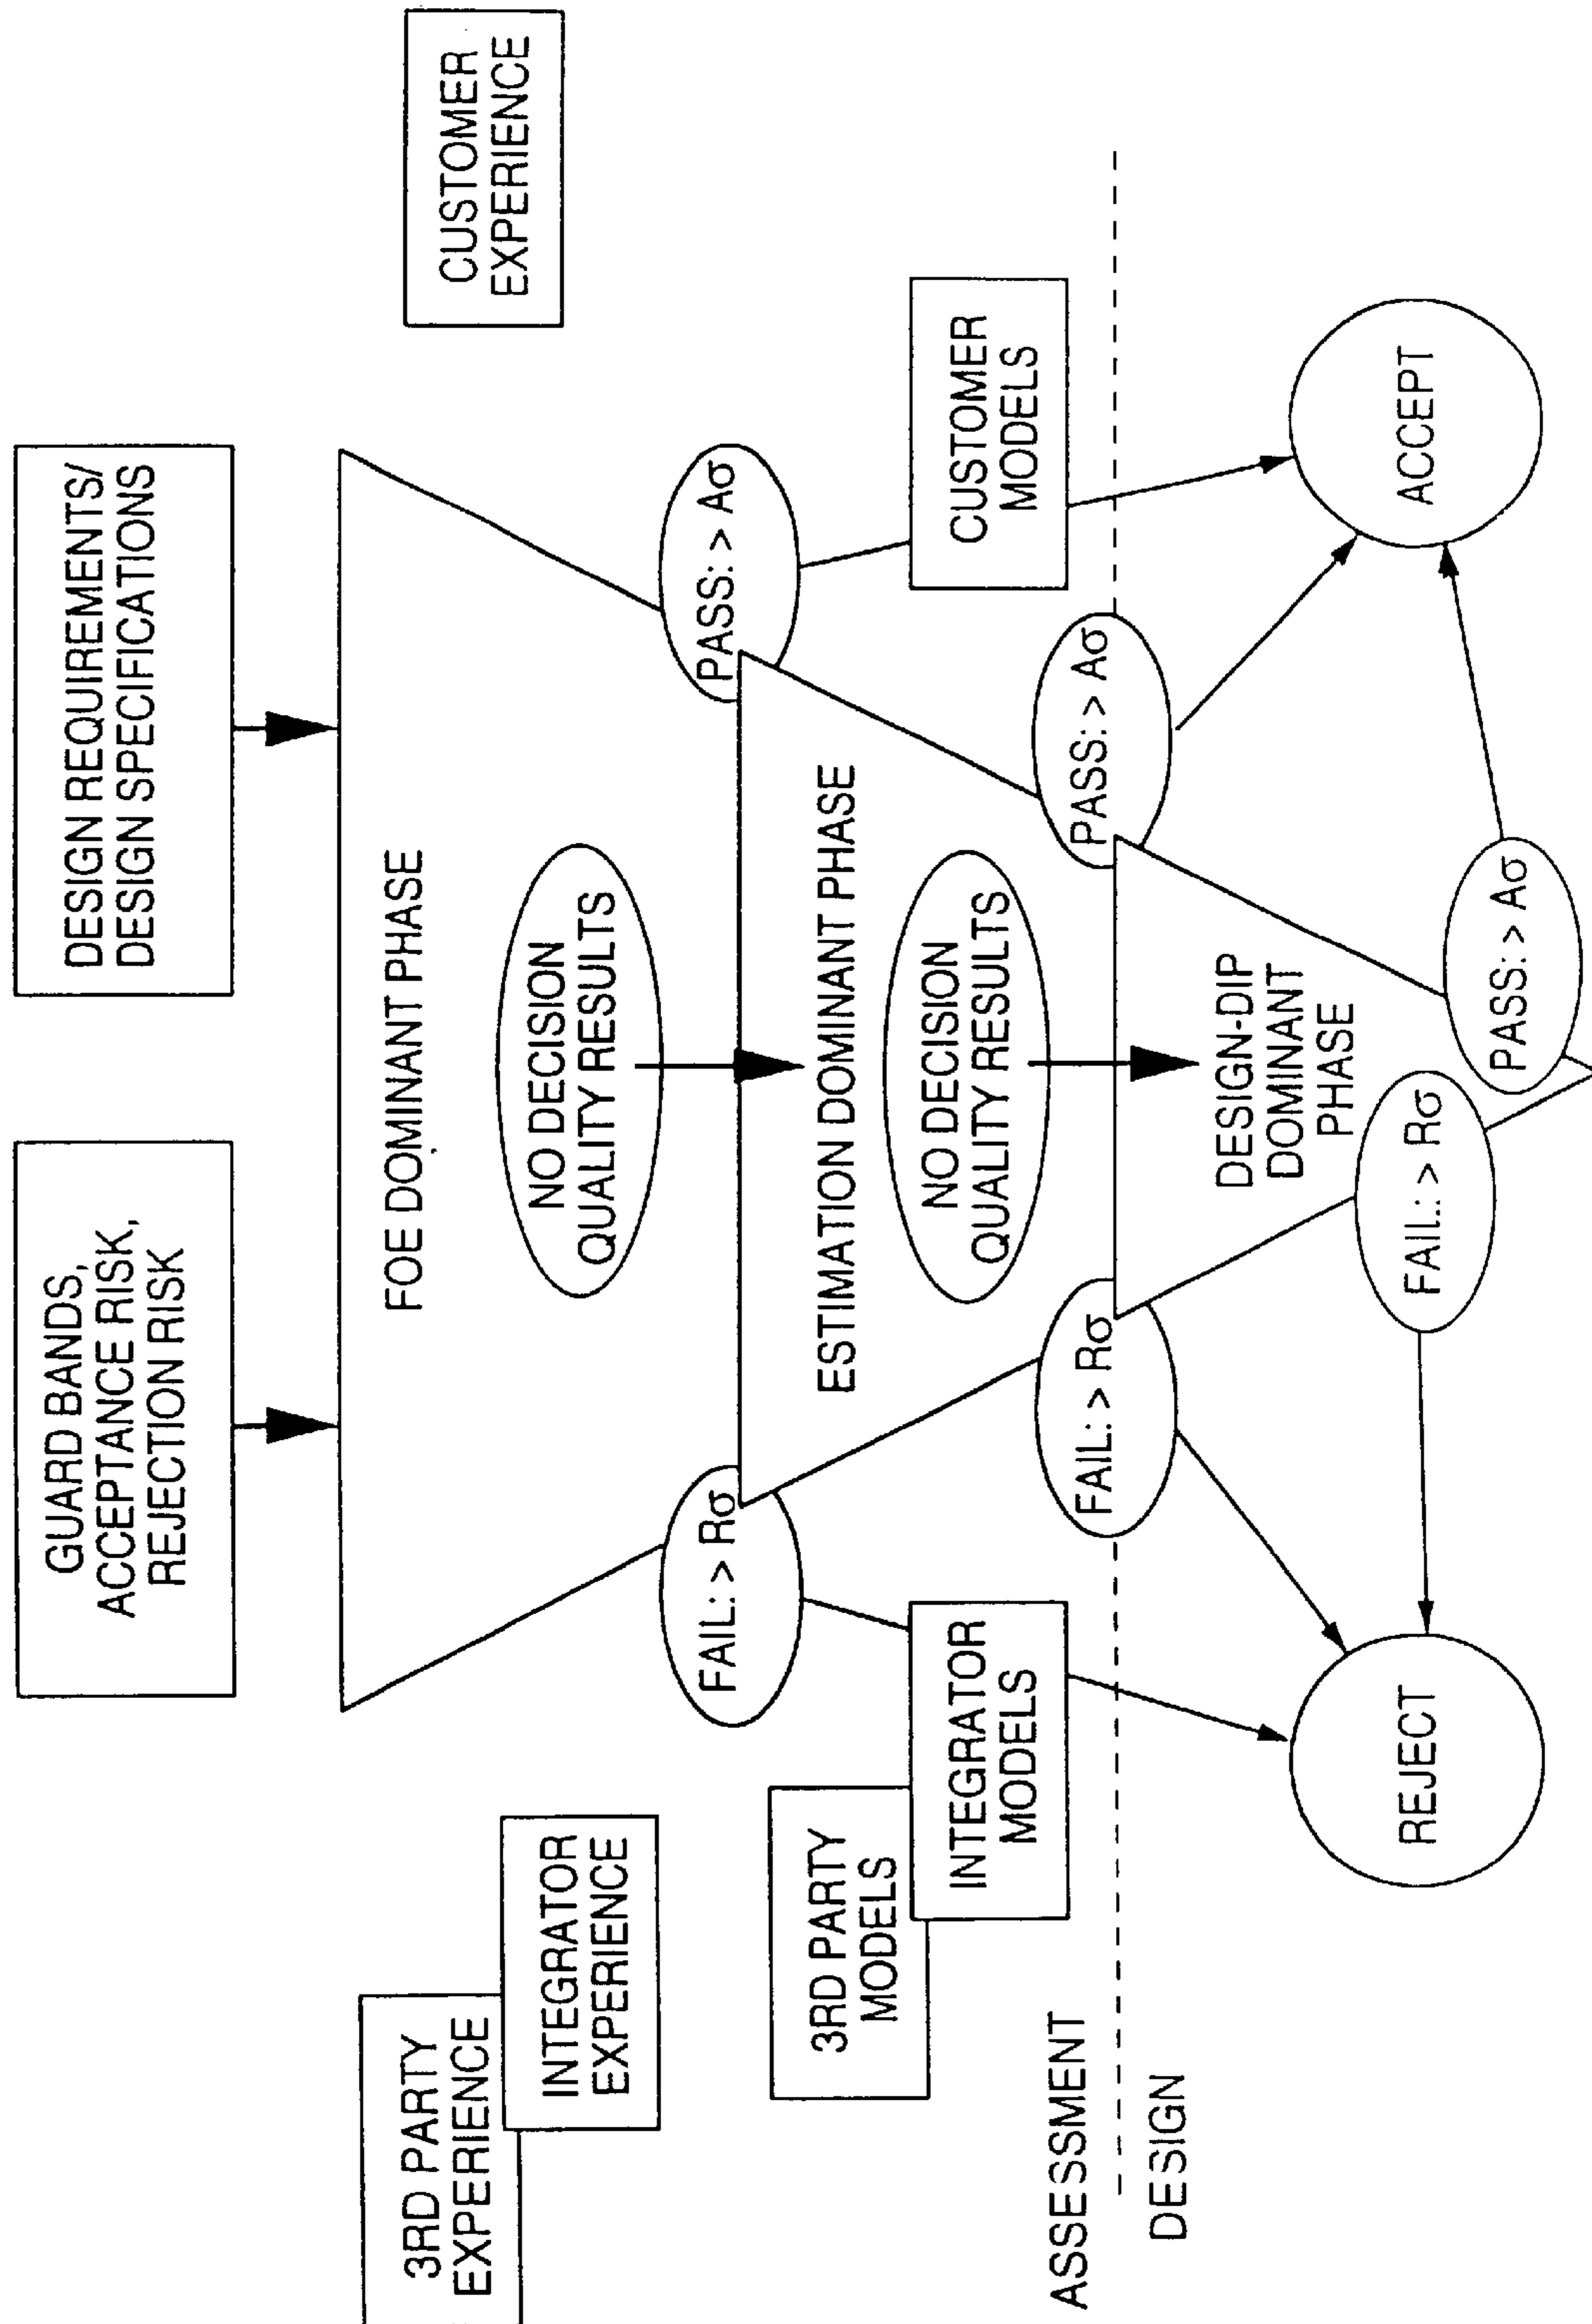 GUARD BANDS,
ACCEPTANCE RISK,
REJECTION RISK
DESIGN REQUIREMENTS/
DESIGN SPECIFICATIONS
3RD PARTY
EXPERIENCE
INTEGRATOR
EXPERIENCE
FOE DOMINANT PHASE
CUSTOMER
EXPERIENCE
NO DECISION
QUALITY RESULTS
FAIL: > Rσ
PASS: > Aσ
3RD PARTY
MODELS
INTEGRATOR
MODELS
ESTIMATION DOMINANT PHASE
CUSTOMER
MODELS
NO DECISION
QUALITY RESULTS
FAIL: > Rσ
PASS: > Aσ
ASSESSMENT
DESIGN
DESIGN-DIP
DOMINANT
PHASE
REJECT
FAIL: > Rσ
PASS: > Aσ
ACCEPT